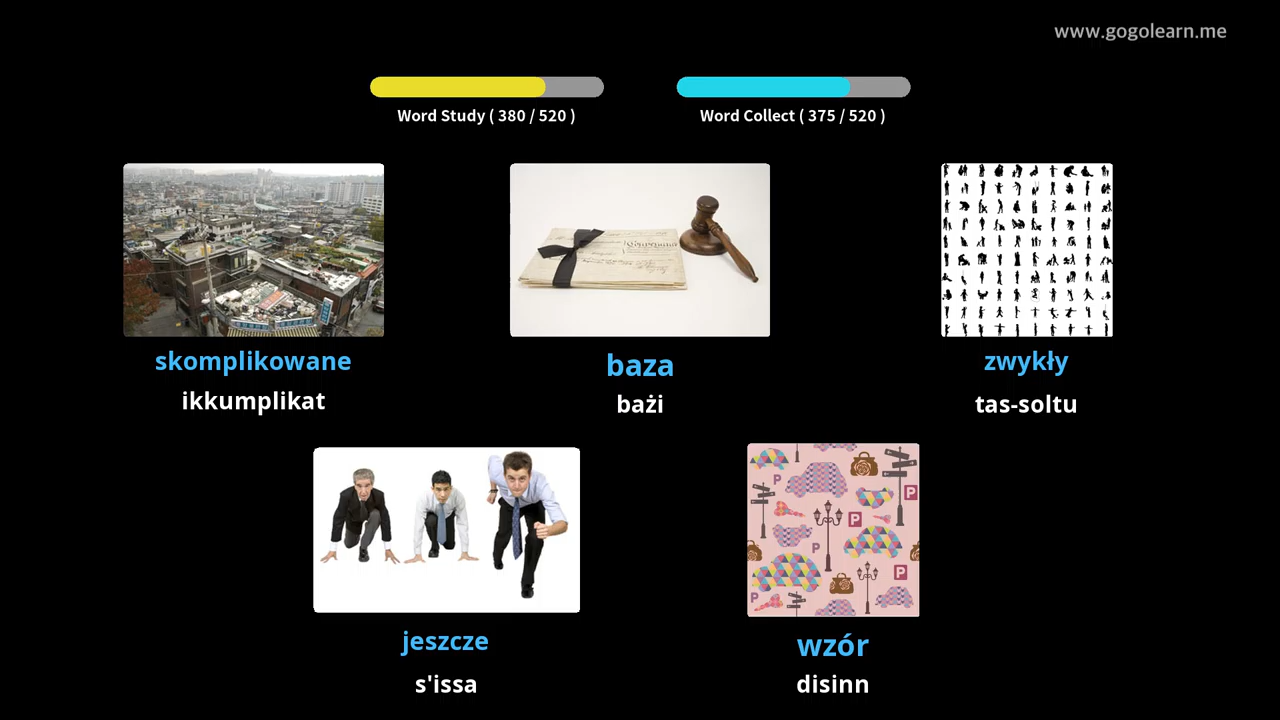 www.gogolearn.me
Word Study ( 380 / 520 )
Word Collect ( 375 / 520 )
skomplikowane
ikkumplikat
baza
bażi
zwykły
tas-soltu
jeszcze
s'issa
wzór
disinn
P
P
P
P
P
P